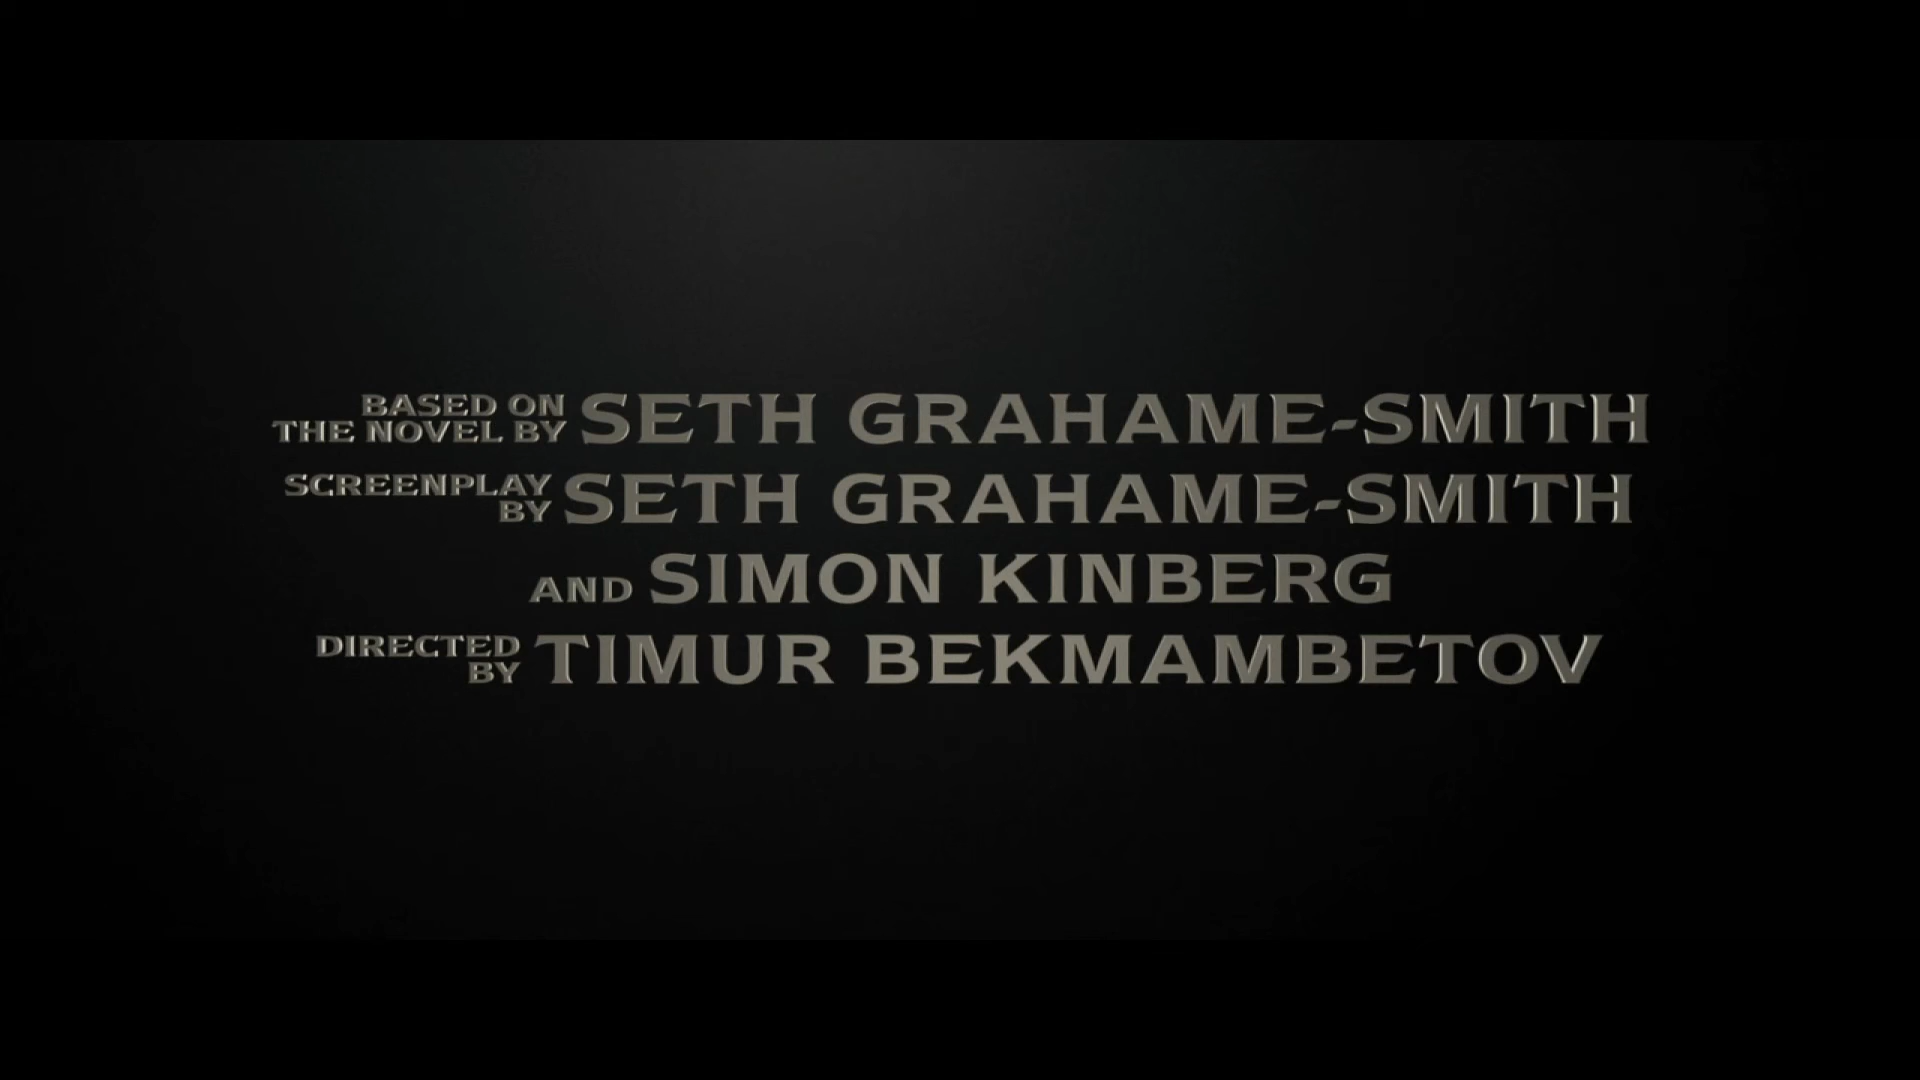 BASED ON
THE NOVEL BY SETH GRAHAME-SMITH
SCREENPLAY
BY SETH GRAHAME-SMITH
AND SIMON KINBERG
DIRECTED
BY TIMUR BEKMAMBETOV